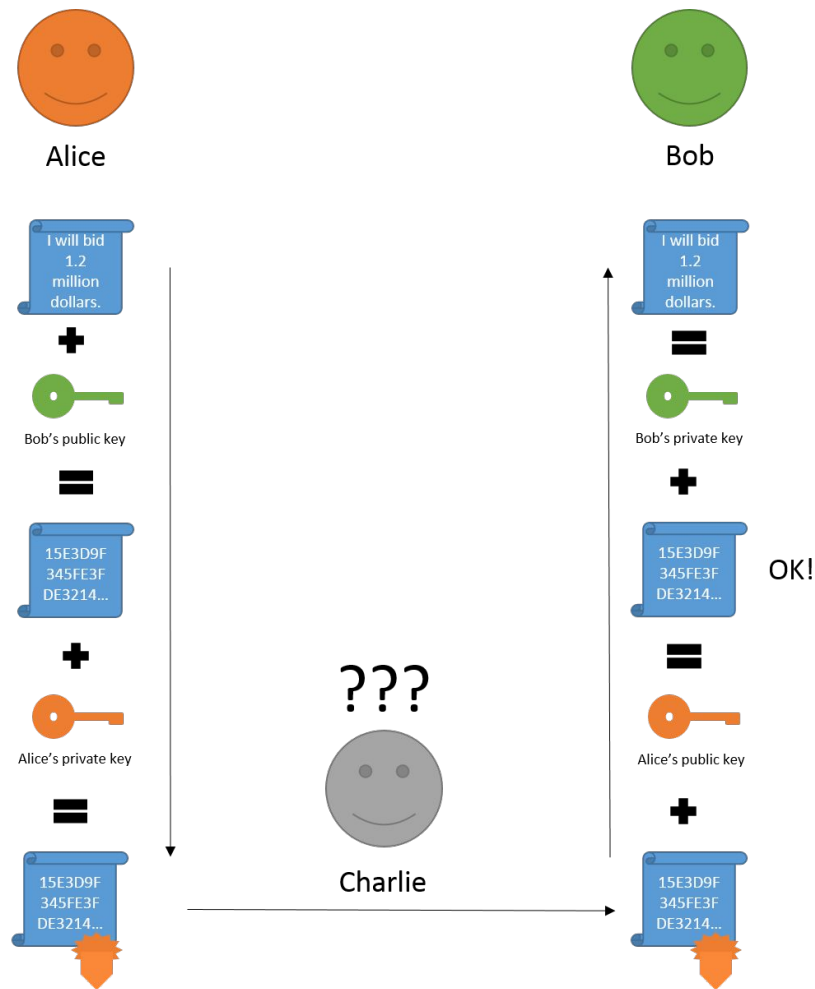 Alice
I will bid
1.2
million
dollars.
Bob's public key
15E3D9F
345FE3F
DE3214...
Alice's private key
15E3D9F
345FE3F
DE3214...
???
Charlie
Bob
I will bid
1.2
million
dollars.
Bob's private key
15E3D9F
345FE3F
DE3214...
OK!
Alice's public key
15E3D9F
345FE3F
DE3214...